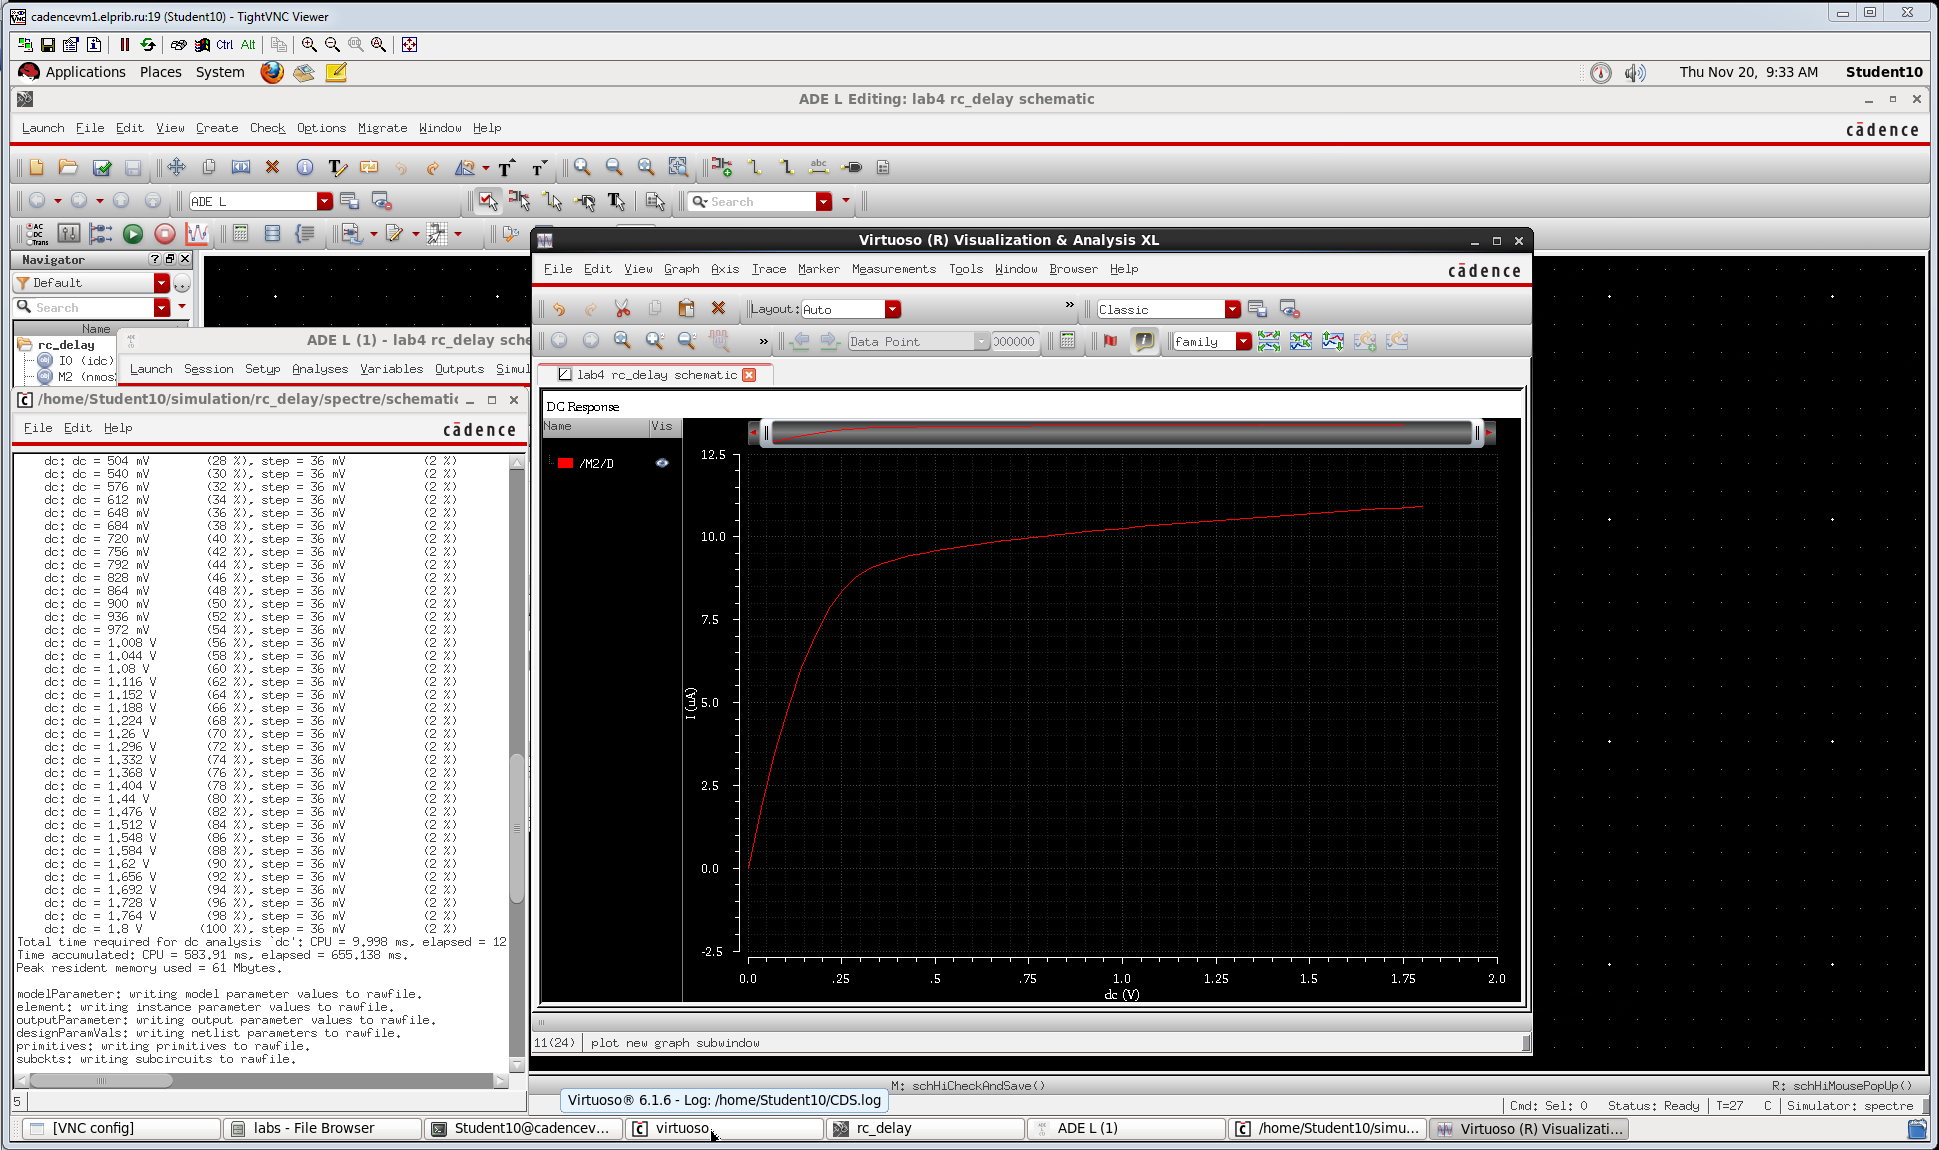 cadencevm1.elprib.ru:19 (Student10) - TightVNC Viewer
Ctrl Alt
Applications Places System Thu Nov 20, 9:33 AM Student10
ADE L Editing: lab4 rc_delay schematic
Launch File Edit View Create Check Options Migrate Window Help cādence
ADE L Search
Navigator
Default
Search
Name
rc_delay
IO (idc)
M2 (nmos
ADE L (1) - lab4 rc_delay sche
Launch Session Setup Analyses Variables Outputs Simul
/home/Student10/simulation/rc_delay/spectre/schematic
File Edit Help cādence
dc: dc = 504 mV (28 %), step = 36 mV (2 %)
dc: dc = 540 mV (30 %), step = 36 mV (2 %)
dc: dc = 576 mV (32 %), step = 36 mV (2 %)
dc: dc = 612 mV (34 %), step = 36 mV (2 %)
dc: dc = 648 mV (36 %), step = 36 mV (2 %)
dc: dc = 684 mV (38 %), step = 36 mV (2 %)
dc: dc = 720 mV (40 %), step = 36 mV (2 %)
dc: dc = 756 mV (42 %), step = 36 mV (2 %)
dc: dc = 792 mV (44 %), step = 36 mV (2 %)
dc: dc = 828 mV (46 %), step = 36 mV (2 %)
dc: dc = 864 mV (48 %), step = 36 mV (2 %)
dc: dc = 900 mV (50 %), step = 36 mV (2 %)
dc: dc = 936 mV (52 %), step = 36 mV (2 %)
dc: dc = 972 mV (54 %), step = 36 mV (2 %)
dc: dc = 1.008 V (56 %), step = 36 mV (2 %)
dc: dc = 1.044 V (58 %), step = 36 mV (2 %)
dc: dc = 1.08 V (60 %), step = 36 mV (2 %)
dc: dc = 1.116 V (62 %), step = 36 mV (2 %)
dc: dc = 1.152 V (64 %), step = 36 mV (2 %)
dc: dc = 1.188 V (66 %), step = 36 mV (2 %)
dc: dc = 1.224 V (68 %), step = 36 mV (2 %)
dc: dc = 1.26 V (70 %), step = 36 mV (2 %)
dc: dc = 1.296 V (72 %), step = 36 mV (2 %)
dc: dc = 1.332 V (74 %), step = 36 mV (2 %)
dc: dc = 1.368 V (76 %), step = 36 mV (2 %)
dc: dc = 1.404 V (78 %), step = 36 mV (2 %)
dc: dc = 1.44 V (80 %), step = 36 mV (2 %)
dc: dc = 1.476 V (82 %), step = 36 mV (2 %)
dc: dc = 1.512 V (84 %), step = 36 mV (2 %)
dc: dc = 1.548 V (86 %), step = 36 mV (2 %)
dc: dc = 1.584 V (88 %), step = 36 mV (2 %)
dc: dc = 1.62 V (90 %), step = 36 mV (2 %)
dc: dc = 1.656 V (92 %), step = 36 mV (2 %)
dc: dc = 1.692 V (94 %), step = 36 mV (2 %)
dc: dc = 1.728 V (96 %), step = 36 mV (2 %)
dc: dc = 1.764 V (98 %), step = 36 mV (2 %)
dc: dc = 1.8 V (100 %), step = 36 mV (2 %)
Total time required for dc analysis `dc': CPU = 9.998 ms, elapsed = 12
Time accumulated: CPU = 583.91 ms, elapsed = 655.138 ms.
Peak resident memory used = 61 Mbytes.
modelParameter: writing model parameter values to rawfile.
element: writing instance parameter values to rawfile.
outputParameter: writing output parameter values to rawfile.
designParamVals: writing netlist parameters to rawfile.
primitives: writing primitives to rawfile.
subckts: writing subcircuits to rawfile.
5
Virtuoso (R) Visualization & Analysis XL
File Edit View Graph Axis Trace Marker Measurements Tools Window Browser Help cādence
Layout: Auto » Classic
» Data Point 000000 family
lab4 rc_delay schematic
DC Response
Name Vis
/M2/D
12.5
10.0
7.5
5.0
2.5
0.0
-2.5
I (uA)
0.0 .25 .5 .75 1.0 1.25 1.5 1.75 2.0
dc (V)
11(24) plot new graph subwindow
M: schHiCheckAndSave() R: schHiMousePopUp()
Virtuoso® 6.1.6 - Log: /home/Student10/CDS.log
Cmd: Sel: 0 Status: Ready T=27 C Simulator: spectre
[VNC config] labs - File Browser Student10@cadencev... virtuoso rc_delay ADE L (1) /home/Student10/simu... Virtuoso (R) Visualizati...